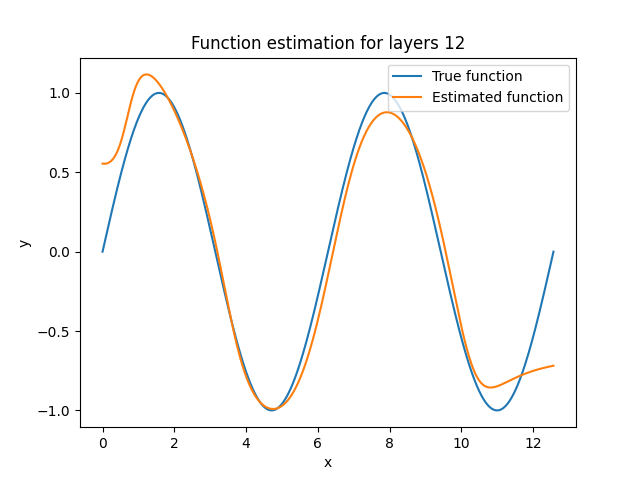 Function estimation for layers 12
True function
Estimated function
1.0
0.5
0.0
−0.5
−1.0
y
0 2 4 6 8 10 12
x